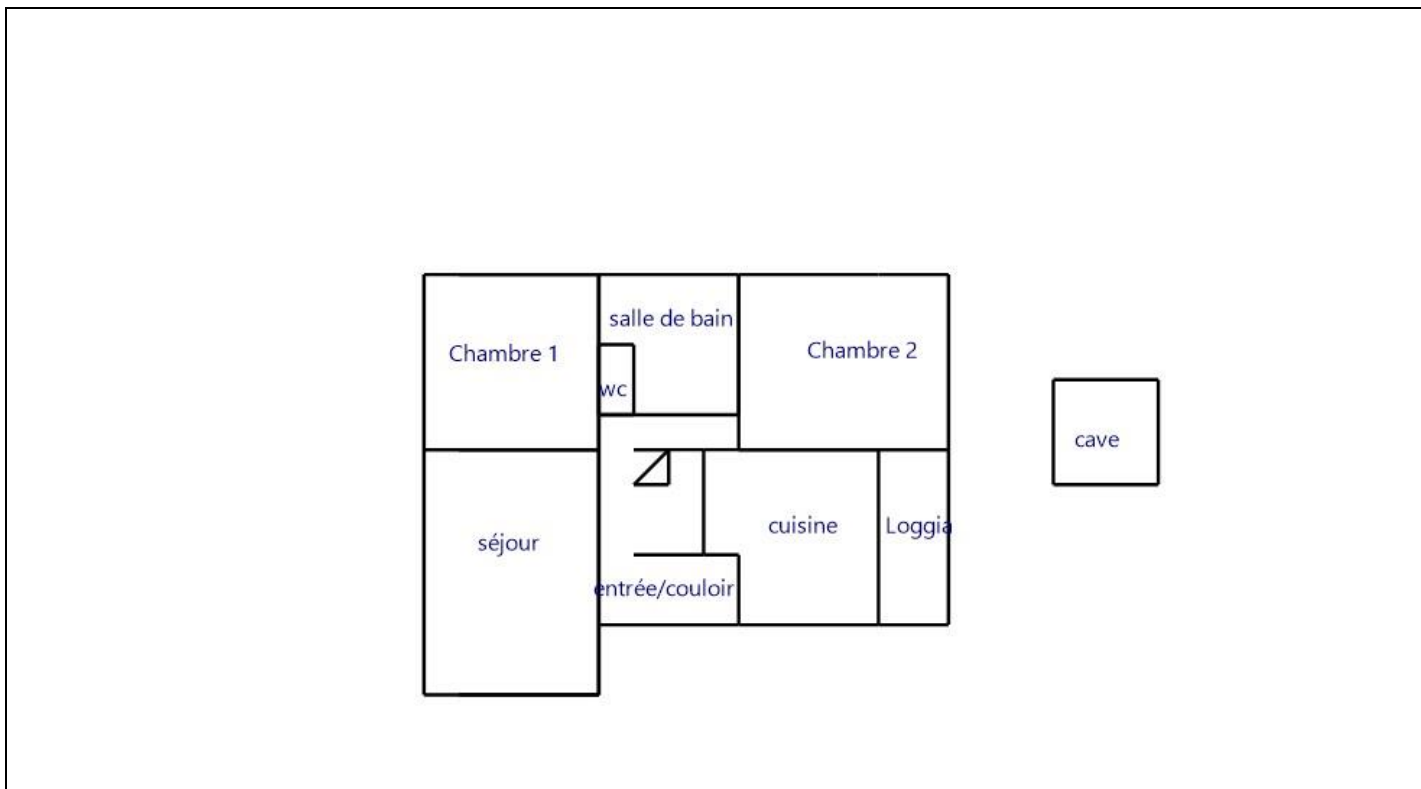 salle de bain
Chambre 1
Chambre 2
wc
cave
séjour
cuisine
Loggia
entrée/couloir